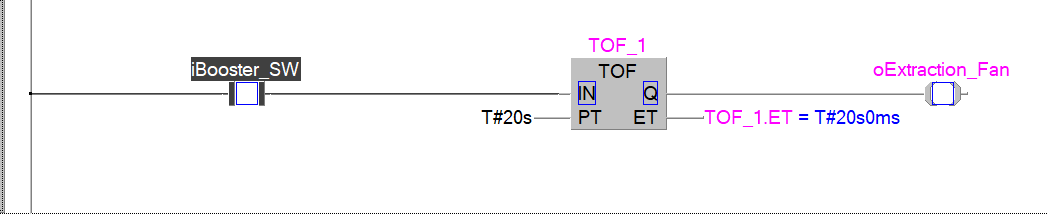 TOF_1
iBooster_SW
TOF
oExtraction_Fan
IN
Q
T#20s
PT
ET
TOF_1.ET = T#20s0ms